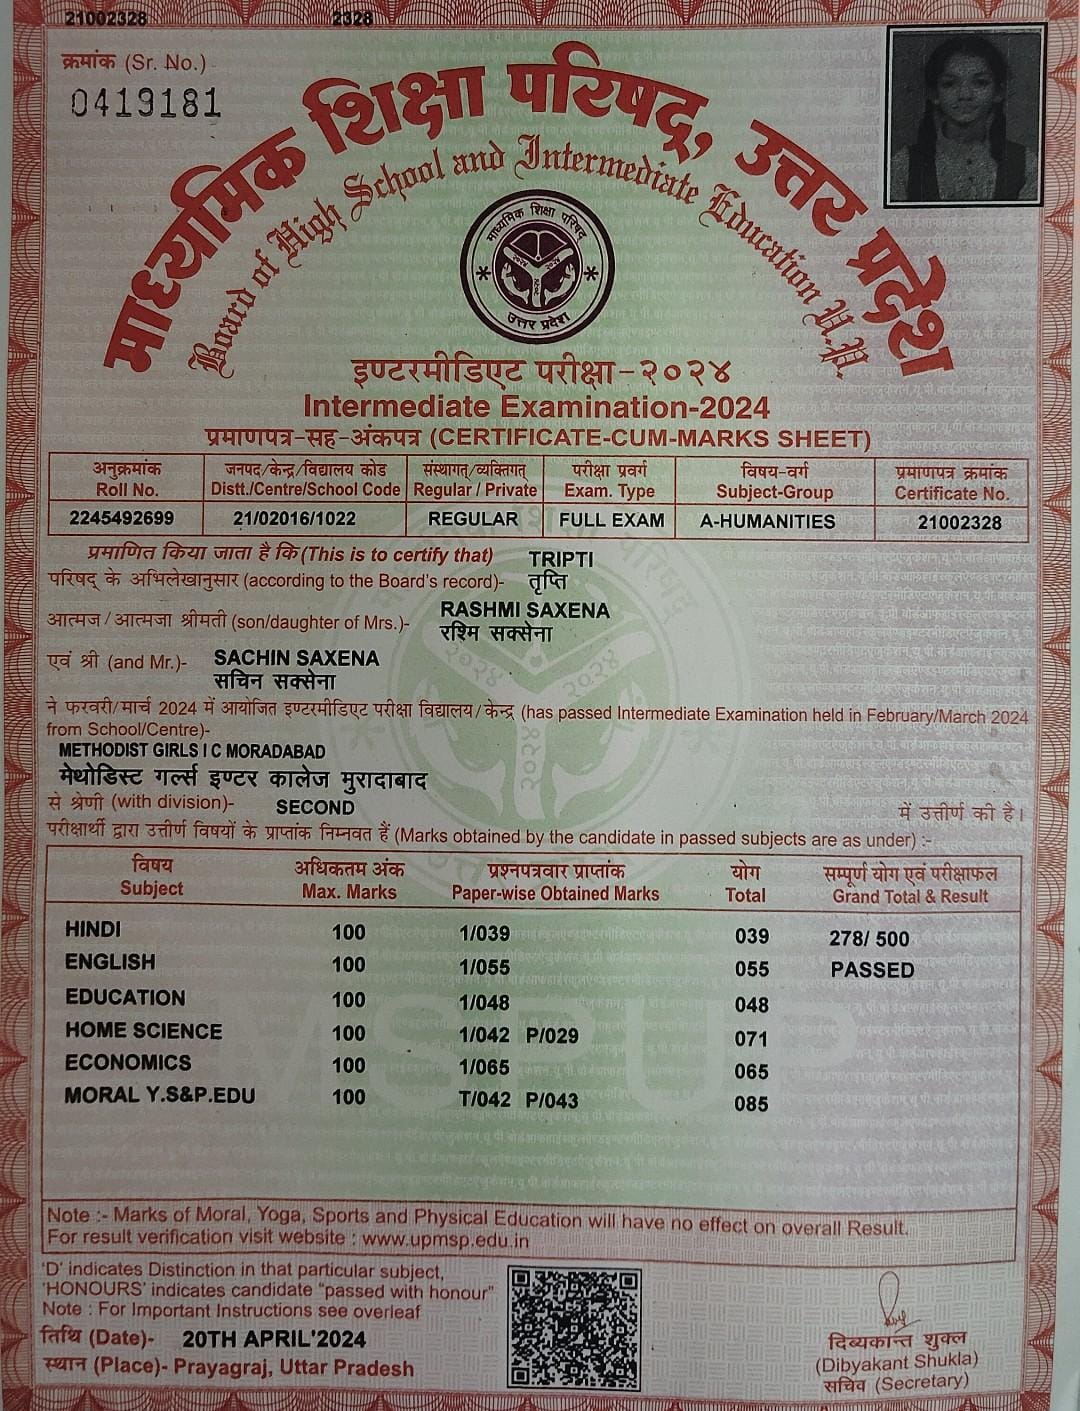 21002328 2328
क्रमांक (Sr. No.)
0419181
माध्यमिक शिक्षा परिषद्, उत्तर प्रदेश
Board of High School and Intermediate Education U.P.
माध्यमिक शिक्षा परिषद्
उत्तर प्रदेश
इण्टरमीडिएट परीक्षा-२०२४
Intermediate Examination-2024
प्रमाणपत्र-सह-अंकपत्र (CERTIFICATE-CUM-MARKS SHEET)
अनुक्रमांक जनपद/केन्द्र/विद्यालय कोड संस्थागत्/व्यक्तिगत् परीक्षा प्रवर्ग विषय-वर्ग प्रमाणपत्र क्रमांक
Roll No. Distt./Centre/School Code Regular / Private Exam. Type Subject-Group Certificate No.
2245492699 21/02016/1022 REGULAR FULL EXAM A-HUMANITIES 21002328
प्रमाणित किया जाता है कि (This is to certify that) TRIPTI
परिषद् के अभिलेखानुसार (according to the Board's record)- तृप्ति
RASHMI SAXENA
आत्मज/आत्मजा श्रीमती (son/daughter of Mrs.)- रश्मि सक्सेना
एवं श्री (and Mr.)- SACHIN SAXENA
सचिन सक्सेना
ने फरवरी/मार्च 2024 में आयोजित इण्टरमीडिएट परीक्षा विद्यालय/केन्द्र (has passed Intermediate Examination held in February/March 2024
from School/Centre)-
METHODIST GIRLS I C MORADABAD
मेथोडिस्ट गर्ल्स इण्टर कालेज मुरादाबाद
से श्रेणी (with division)- SECOND में उत्तीर्ण की है।
परीक्षार्थी द्वारा उत्तीर्ण विषयों के प्राप्तांक निम्नवत हैं (Marks obtained by the candidate in passed subjects are as under) :-
विषय अधिकतम अंक प्रश्नपत्रवार प्राप्तांक योग सम्पूर्ण योग एवं परीक्षाफल
Subject Max. Marks Paper-wise Obtained Marks Total Grand Total & Result
HINDI 100 1/039 039 278/ 500
ENGLISH 100 1/055 055 PASSED
EDUCATION 100 1/048 048
HOME SCIENCE 100 1/042 P/029 071
ECONOMICS 100 1/065 065
MORAL Y.S&P.EDU 100 T/042 P/043 085
MSPUP
Note :- Marks of Moral, Yoga, Sports and Physical Education will have no effect on overall Result.
For result verification visit website : www.upmsp.edu.in
'D' indicates Distinction in that particular subject,
'HONOURS' indicates candidate "passed with honour"
Note : For Important Instructions see overleaf
तिथि (Date)- 20TH APRIL'2024
स्थान (Place)- Prayagraj, Uttar Pradesh
दिब्यकान्त शुक्ल
(Dibyakant Shukla)
सचिव (Secretary)